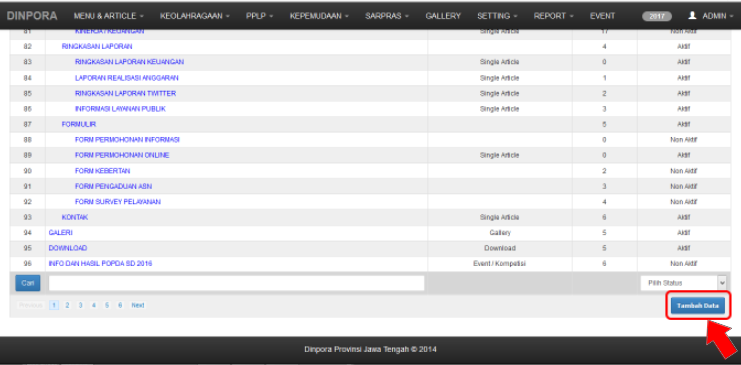 DINPORA MENU & ARTICLE KEOLAHRAGAAN PPLP KEPEMUDAAN SARPRAS GALLERY SETTING REPORT EVENT 2017 ADMIN
81 KINERJA / KEUANGAN Single Article 17 Non Aktif
82 RINGKASAN LAPORAN 4 Aktif
83 RINGKASAN LAPORAN KEUANGAN Single Article 0 Aktif
84 LAPORAN REALISASI ANGGARAN Single Article 1 Aktif
85 RINGKASAN LAPORAN TWITTER Single Article 2 Aktif
86 INFORMASI LAYANAN PUBLIK Single Article 3 Aktif
87 FORMULIR 5 Aktif
88 FORM PERMOHONAN INFORMASI 0 Non Aktif
89 FORM PERMOHONAN ONLINE Single Article 0 Aktif
90 FORM KEBERTAN 2 Non Aktif
91 FORM PENGADUAN ASN 3 Non Aktif
92 FORM SURVEY PELAYANAN 4 Non Aktif
93 KONTAK Single Article 6 Aktif
94 GALERI Gallery 5 Aktif
95 DOWNLOAD Download 5 Aktif
96 INFO DAN HASIL POPDA SD 2016 Event / Kompetisi 6 Non Aktif
Cari Pilih Status
Previous 1 2 3 4 5 6 Next Tambah Data
Dinpora Provinsi Jawa Tengah © 2014